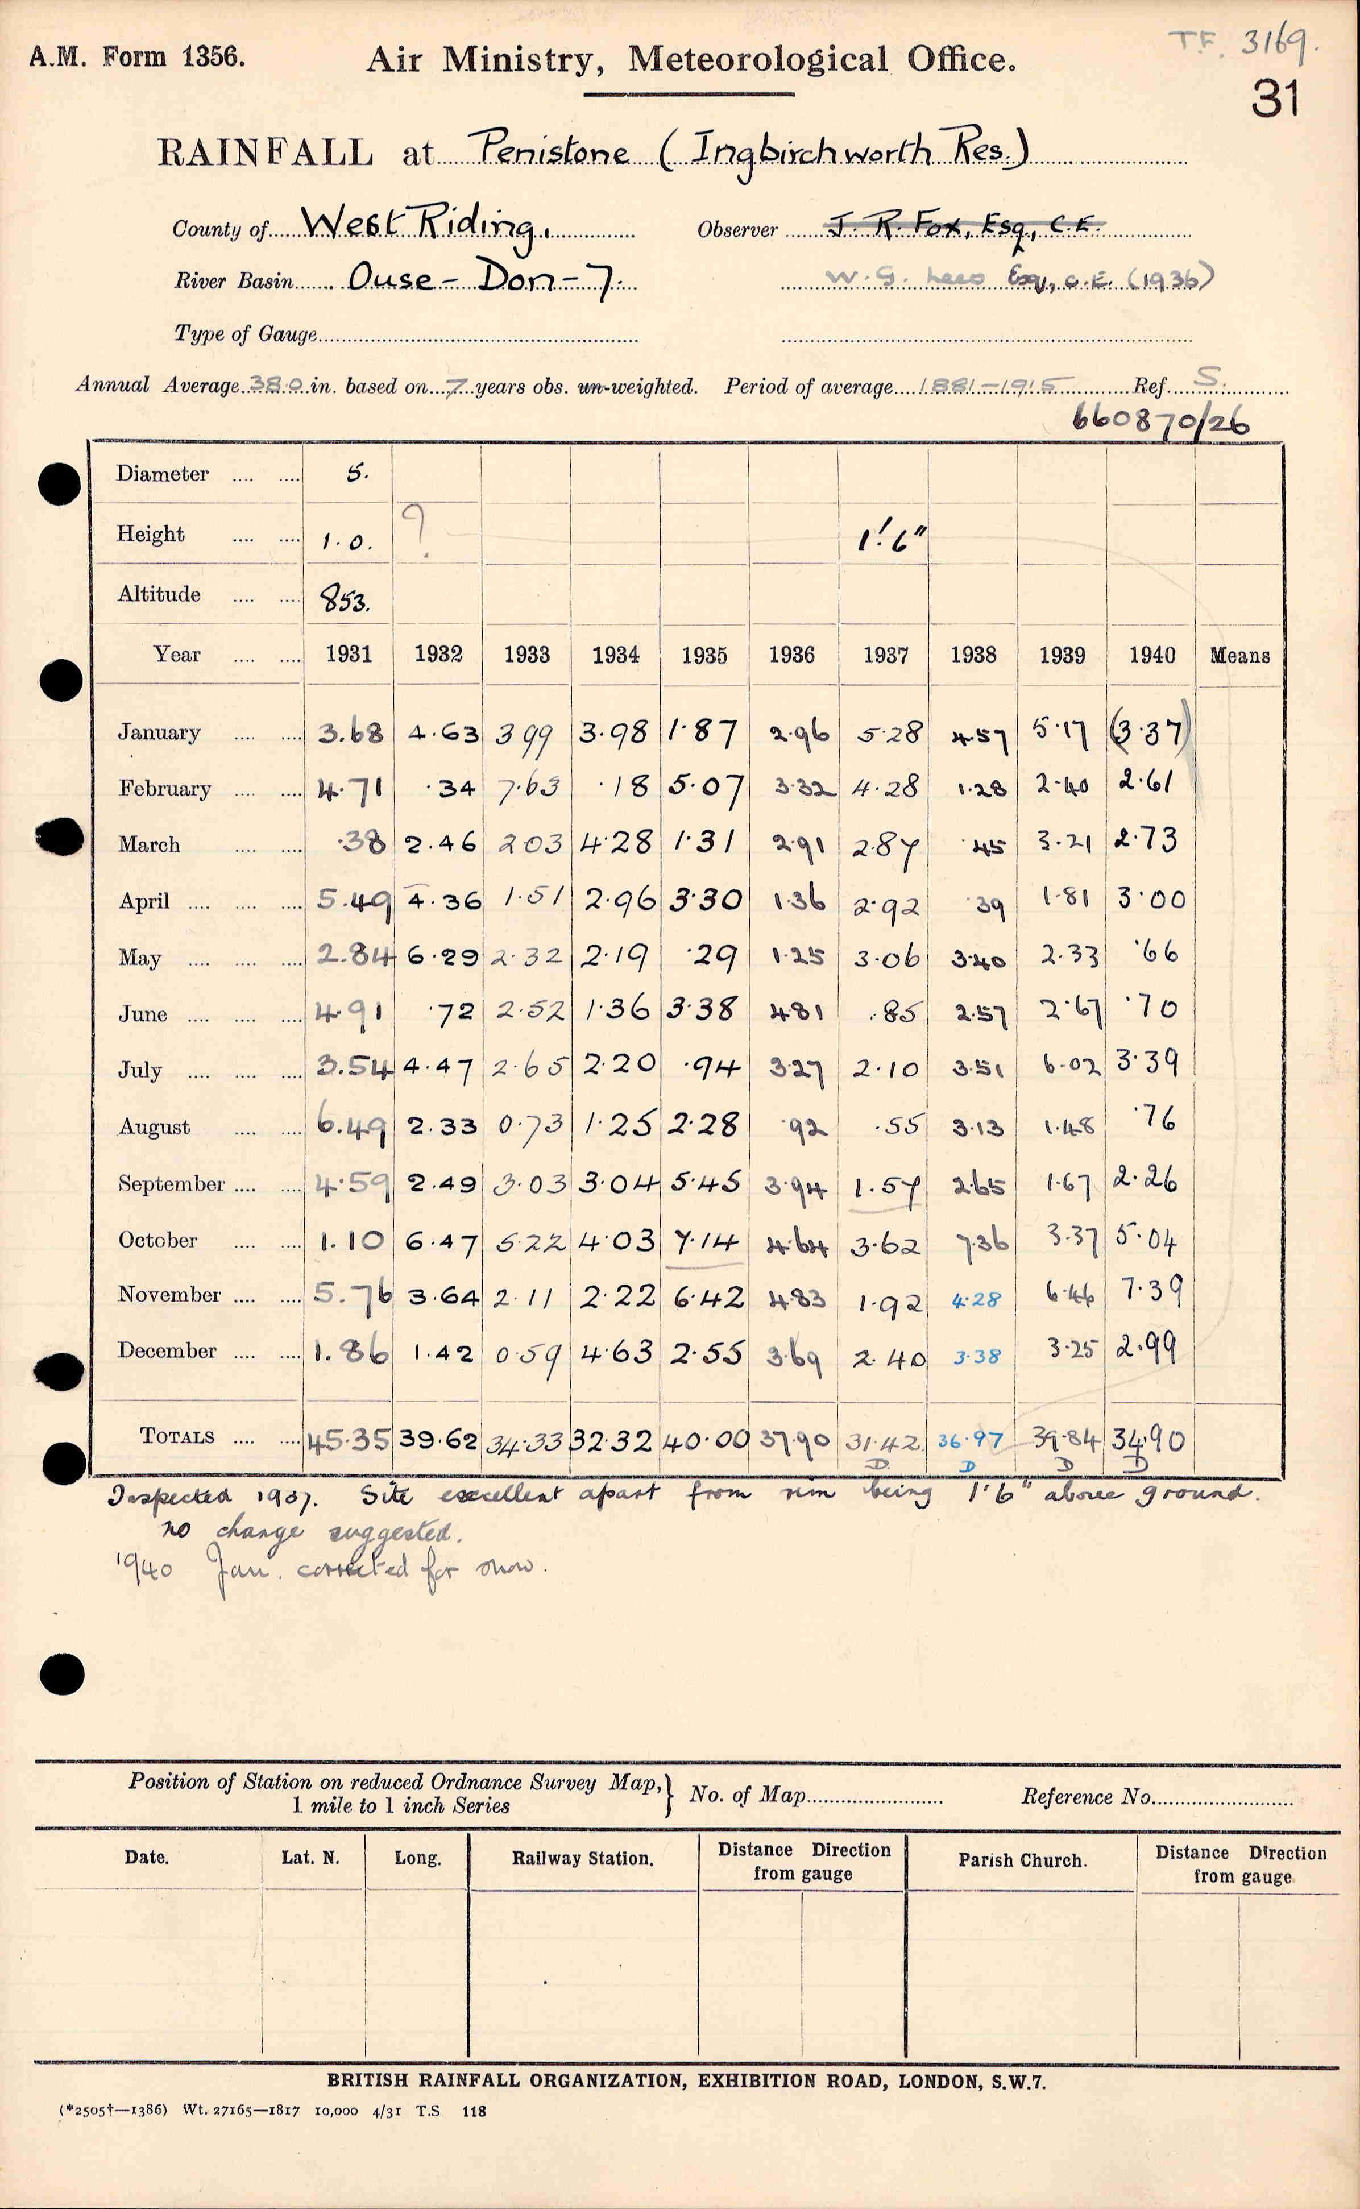 T.F. 3169.
A.M. Form 1356. Air Ministry, Meteorological Office.
31
RAINFALL at Penistone (Ingbirchworth Res.)
County of West Riding. Observer J. R. Fox, Esq., C.E.
River Basin Ouse - Don - 7. W. G. Lees Esq., C.E. (1936)
Type of Gauge
Annual Average 38.0 in. based on 7 years obs. un-weighted. Period of average 1881-1915 Ref. S.
660870/26
Diameter 5.
Height 1.0. ? 1'.6"
Altitude 853.
Year 1931 1932 1933 1934 1935 1936 1937 1938 1939 1940 Means
January 3.68 4.63 3 99 3.98 1.87 2.96 5.28 4.57 5.17 (3.37)
February 4.71 .34 7.63 .18 5.07 3.32 4.28 1.28 2.40 2.61
March .38 2.46 2 03 4.28 1.31 2.91 2.87 .45 3.21 2.73
April 5.49 4.36 1.51 2.96 3.30 1.36 2.92 .39 1.81 3.00
May 2.84 6.29 2.32 2.19 .29 1.25 3.06 3.40 2.33 .66
June 4.91 .72 2.52 1.36 3.38 4.81 .85 2.57 2.67 .70
July 3.54 4.47 2.65 2.20 .94 3.27 2.10 3.51 6.02 3.39
August 6.49 2.33 0.73 1.25 2.28 .92 .55 3.13 1.48 .76
September 4.59 2.49 3.03 3.04 5.45 3.94 1.57 2.65 1.67 2.26
October 1.10 6.47 5.22 4.03 7.14 4.64 3.62 7.36 3.37 5.04
November 5.76 3.64 2.11 2.22 6.42 4.83 1.92 4.28 6.46 7.39
December 1.86 1.42 0.59 4.63 2.55 3.69 2.40 3.38 3.25 2.99
TOTALS 45.35 39.62 34.33 32.32 40.00 37.90 31.42 36.97 39.84 34.90
D D D D
Inspected 1937. Site excellent apart from rim being 1'6" above ground.
no change suggested.
1940 Jan. corrected for snow.
Position of Station on reduced Ordnance Survey Map, } No. of Map Reference No.
1 mile to 1 inch Series
Date. Lat. N. Long. Railway Station. Distance from gauge Direction Parish Church. Distance from gauge Direction
BRITISH RAINFALL ORGANIZATION, EXHIBITION ROAD, LONDON, S.W.7.
(*2505†—1386) Wt. 27165—1817 10,000 4/31 T.S 118